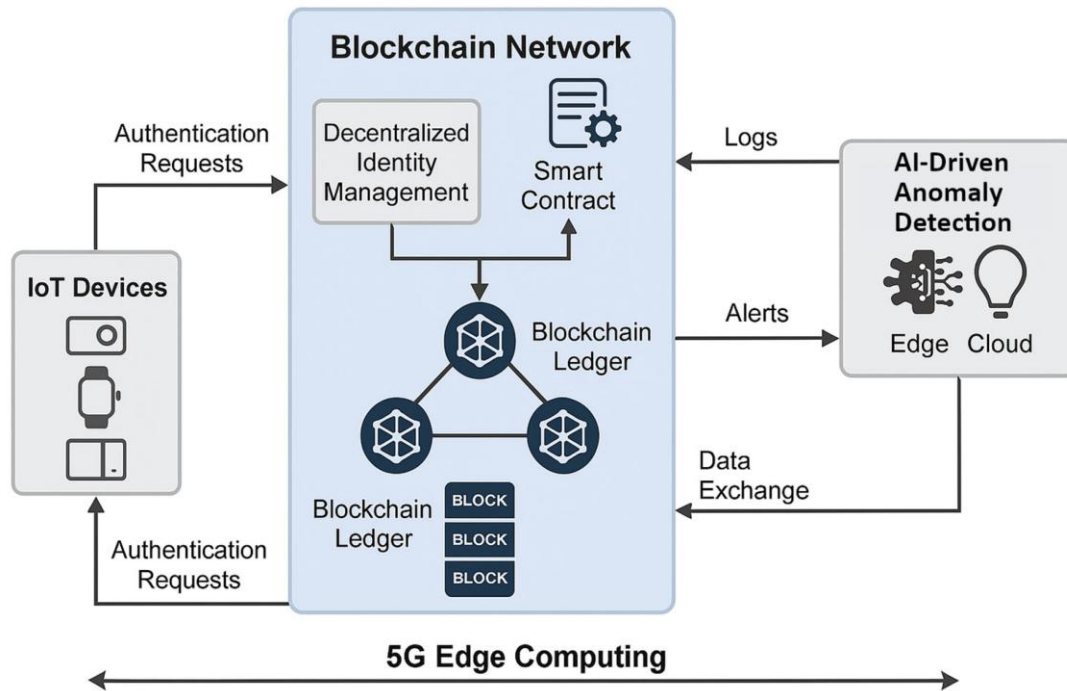 Blockchain Network
Authentication
Requests
Decentralized
Identity
Management
Smart
Contract
Logs
AI-Driven
Anomaly
Detection
Edge
Cloud
IoT Devices
Blockchain
Ledger
Alerts
Blockchain
Ledger
BLOCK
BLOCK
BLOCK
Data
Exchange
Authentication
Requests
5G Edge Computing